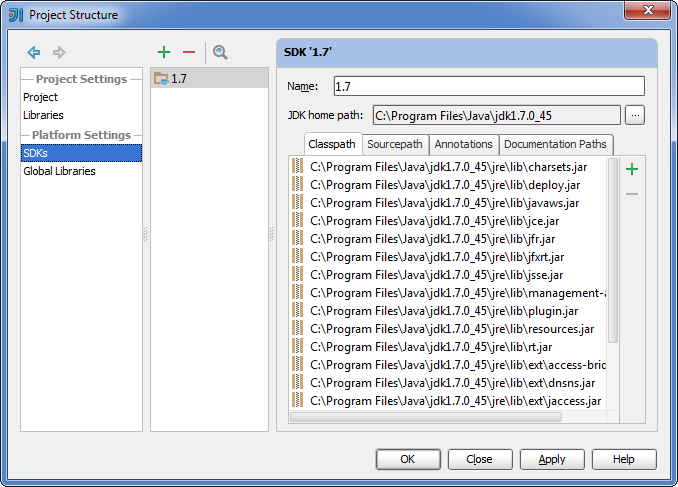 Project Structure
Project Settings
Project
Libraries
Platform Settings
SDKs
Global Libraries
1.7
SDK '1.7'
Name: 1.7
JDK home path: C:\Program Files\Java\jdk1.7.0_45 ...
Classpath Sourcepath Annotations Documentation Paths
C:\Program Files\Java\jdk1.7.0_45\jre\lib\charsets.jar
C:\Program Files\Java\jdk1.7.0_45\jre\lib\deploy.jar
C:\Program Files\Java\jdk1.7.0_45\jre\lib\javaws.jar
C:\Program Files\Java\jdk1.7.0_45\jre\lib\jce.jar
C:\Program Files\Java\jdk1.7.0_45\jre\lib\jfr.jar
C:\Program Files\Java\jdk1.7.0_45\jre\lib\jfxrt.jar
C:\Program Files\Java\jdk1.7.0_45\jre\lib\jsse.jar
C:\Program Files\Java\jdk1.7.0_45\jre\lib\management-a
C:\Program Files\Java\jdk1.7.0_45\jre\lib\plugin.jar
C:\Program Files\Java\jdk1.7.0_45\jre\lib\resources.jar
C:\Program Files\Java\jdk1.7.0_45\jre\lib\rt.jar
C:\Program Files\Java\jdk1.7.0_45\jre\lib\ext\access-brid
C:\Program Files\Java\jdk1.7.0_45\jre\lib\ext\dnsns.jar
C:\Program Files\Java\jdk1.7.0_45\jre\lib\ext\jaccess.jar
OK Close Apply Help